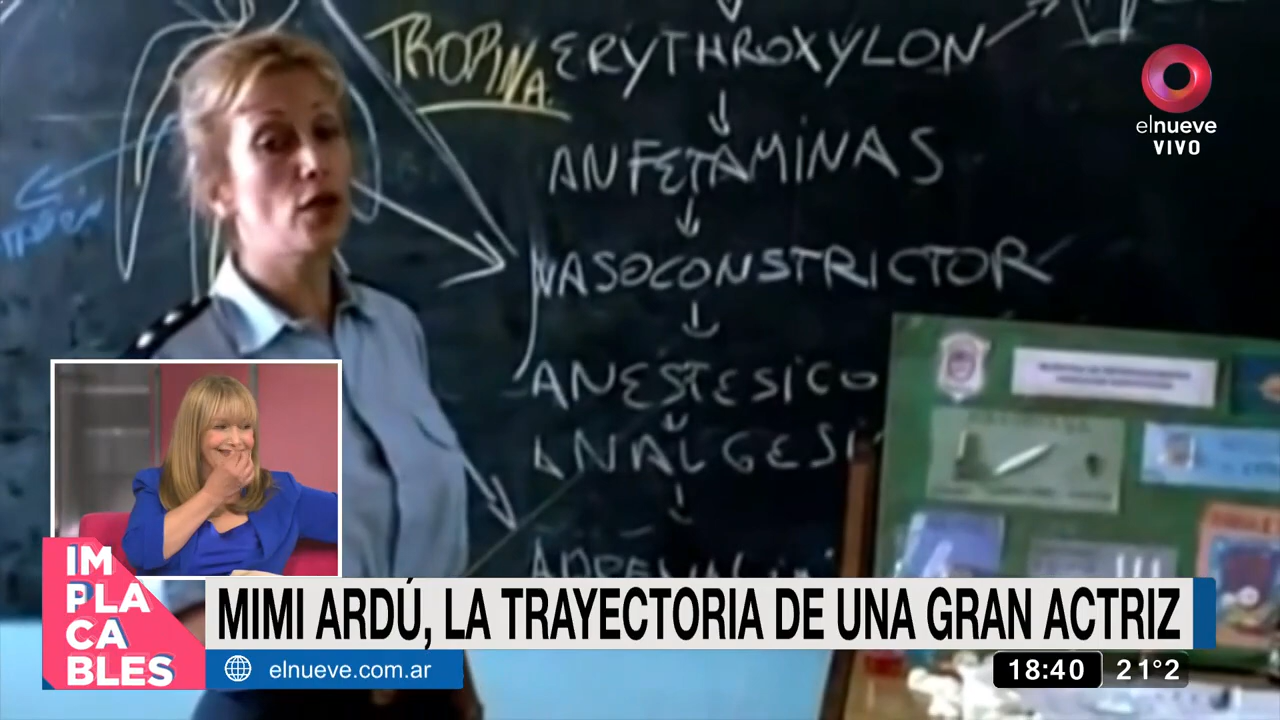 TROPINA
ERYTHROXYLON
ANFETAMINAS
VASOCONSTRICTOR
ANESTESICO
ANALGESI
elnueve
VIVO
IM
PLA
CA
BLES
MIMI ARDÚ, LA TRAYECTORIA DE UNA GRAN ACTRIZ
elnueve.com.ar
18:40 21°2